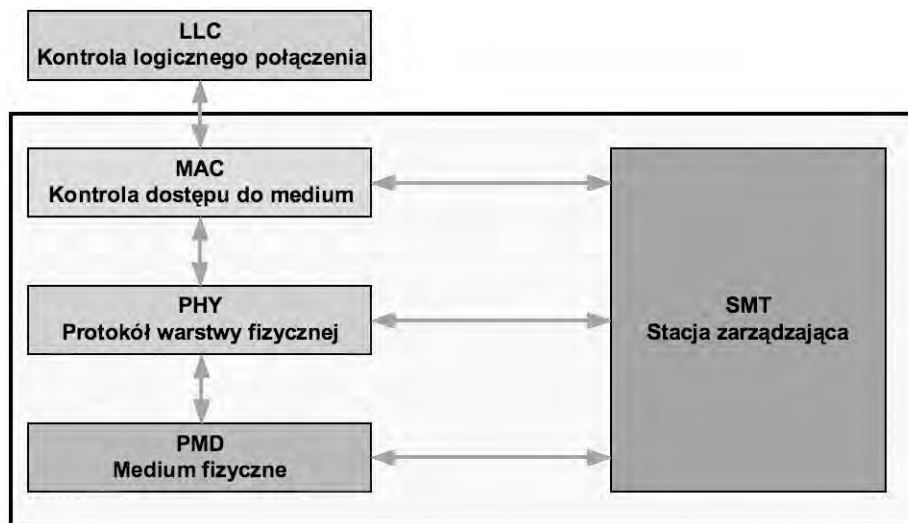 LLC
Kontrola logicznego połączenia
MAC
Kontrola dostępu do medium
PHY
Protokół warstwy fizycznej
SMT
Stacja zarządzająca
PMD
Medium fizyczne